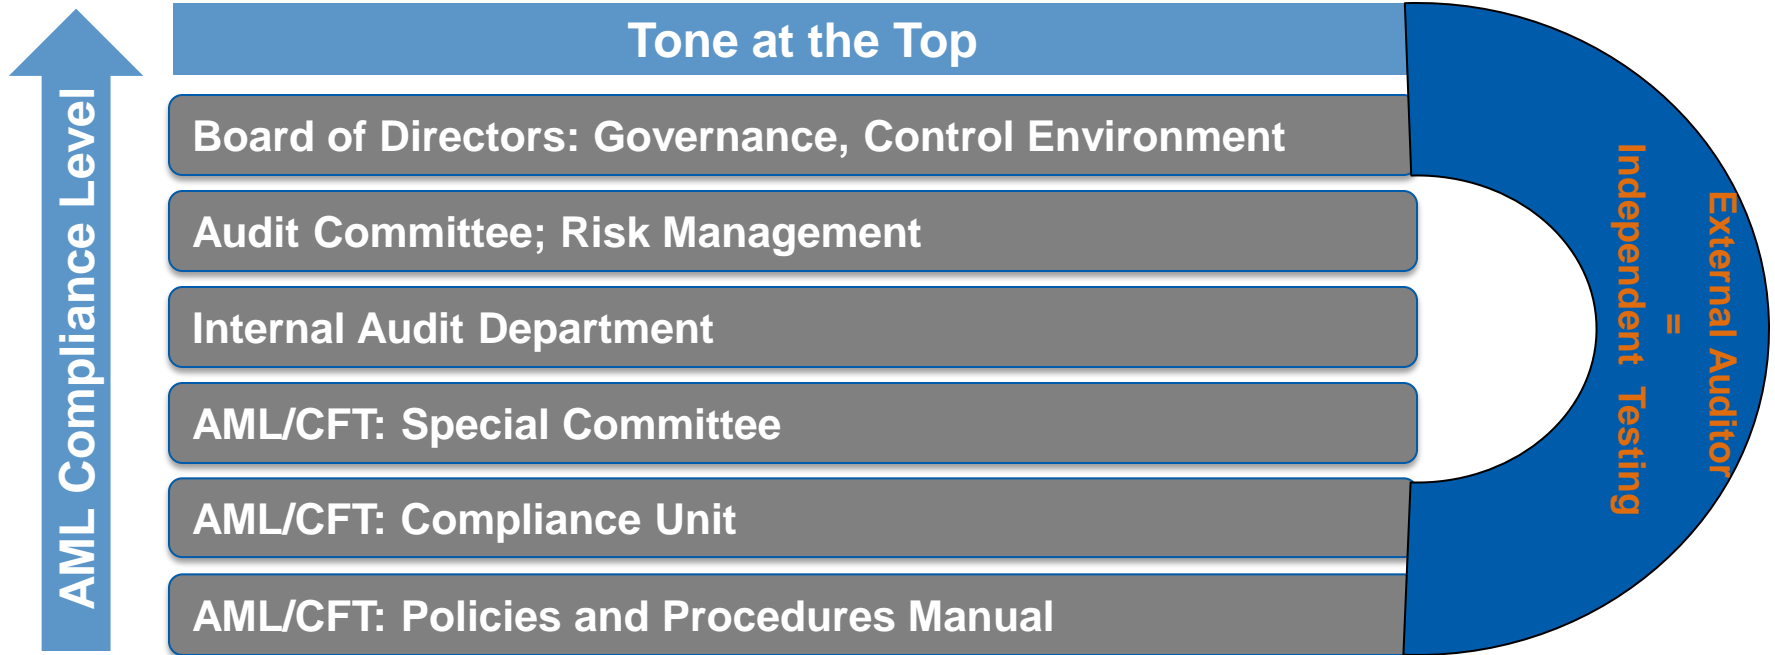 Tone at the Top
AML Compliance Level
Board of Directors: Governance, Control Environment
Audit Committee; Risk Management
Internal Audit Department
AML/CFT: Special Committee
AML/CFT: Compliance Unit
AML/CFT: Policies and Procedures Manual
External Auditor
=
Independent Testing